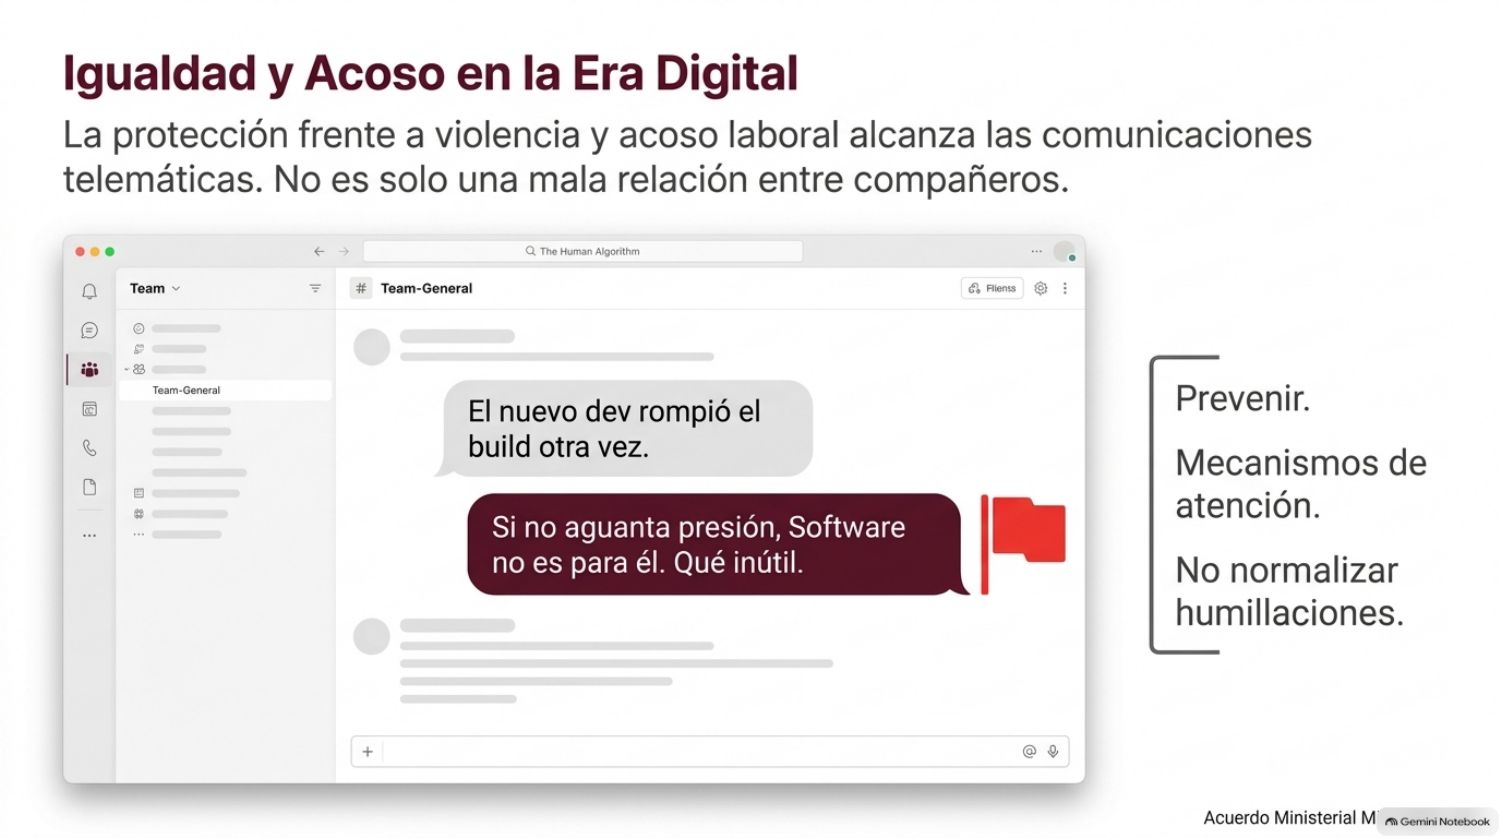 Igualdad y Acoso en la Era Digital
La protección frente a violencia y acoso laboral alcanza las comunicaciones
telemáticas. No es solo una mala relación entre compañeros.
The Human Algorithm
Team
# Team-General
Flienss
Team-General
El nuevo dev rompió el
build otra vez.
Si no aguanta presión, Software
no es para él. Qué inútil.
Prevenir.
Mecanismos de
atención.
No normalizar
humillaciones.
Acuerdo Ministerial
Gemini Notebook